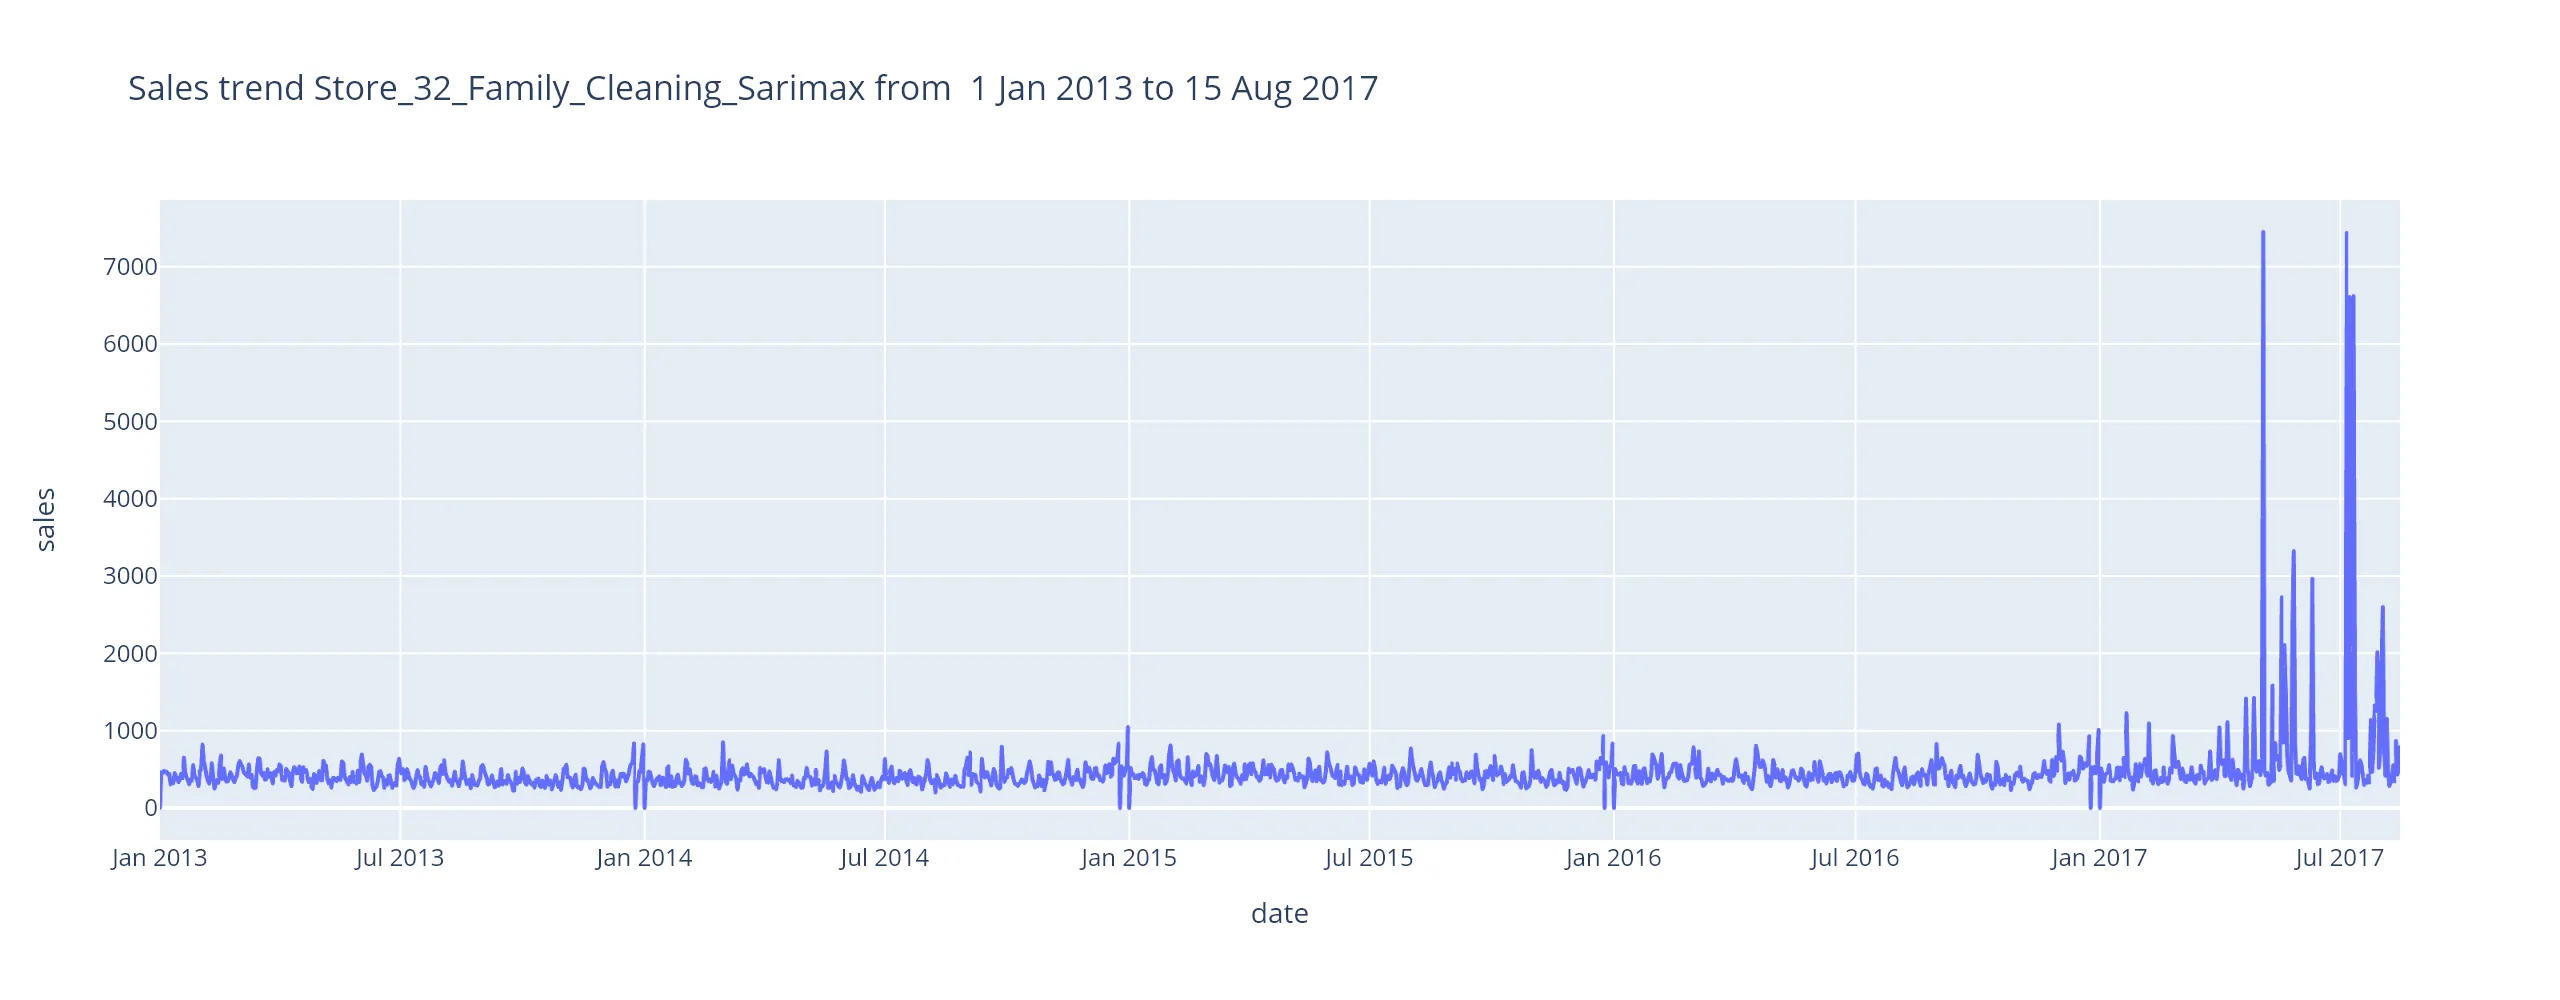 Sales trend Store_32_Family_Cleaning_Sarimax from  1 Jan 2013 to 15 Aug 2017
sales
7000
6000
5000
4000
3000
2000
1000
0
Jan 2013 Jul 2013 Jan 2014 Jul 2014 Jan 2015 Jul 2015 Jan 2016 Jul 2016 Jan 2017 Jul 2017
date